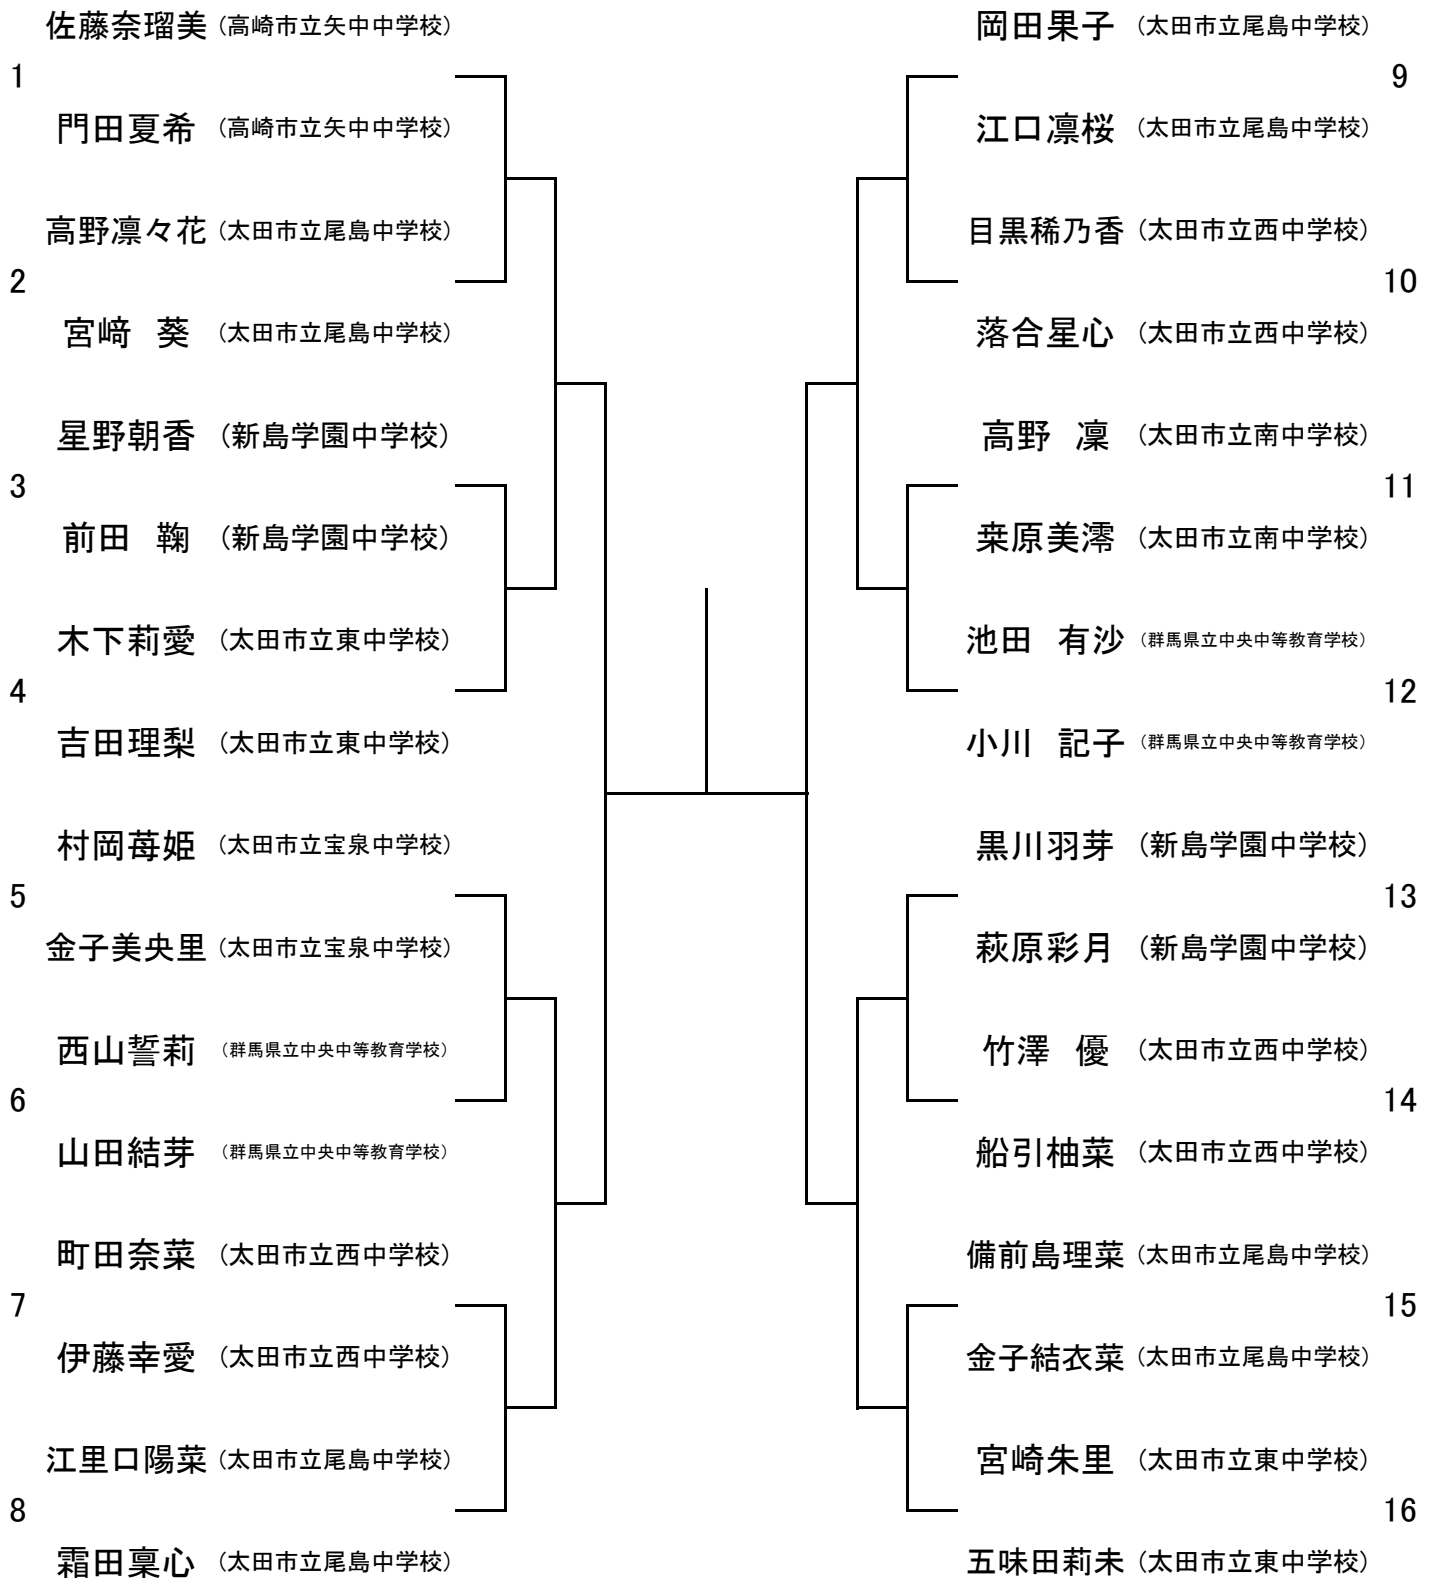 佐藤奈瑠美（高崎市立矢中中学校）
1
門田夏希（高崎市立矢中中学校）
高野凛々花（太田市立尾島中学校）
2
宮﨑　葵（太田市立尾島中学校）
星野朝香（新島学園中学校）
3
前田　鞠（新島学園中学校）
木下莉愛（太田市立東中学校）
4
吉田理梨（太田市立東中学校）
村岡苺姫（太田市立宝泉中学校）
5
金子美央里（太田市立宝泉中学校）
西山誓莉（群馬県立中央中等教育学校）
6
山田結芽（群馬県立中央中等教育学校）
町田奈菜（太田市立西中学校）
7
伊藤幸愛（太田市立西中学校）
江里口陽菜（太田市立尾島中学校）
8
霜田稟心（太田市立尾島中学校）
岡田果子（太田市立尾島中学校）
9
江口凛桜（太田市立尾島中学校）
目黒稀乃香（太田市立西中学校）
10
落合星心（太田市立西中学校）
高野　凜（太田市立南中学校）
11
桒原美澪（太田市立南中学校）
池田　有沙（群馬県立中央中等教育学校）
12
小川　記子（群馬県立中央中等教育学校）
黒川羽芽（新島学園中学校）
13
萩原彩月（新島学園中学校）
竹澤　優（太田市立西中学校）
14
船引柚菜（太田市立西中学校）
備前島理菜（太田市立尾島中学校）
15
金子結衣菜（太田市立尾島中学校）
宮崎朱里（太田市立東中学校）
16
五味田莉未（太田市立東中学校）